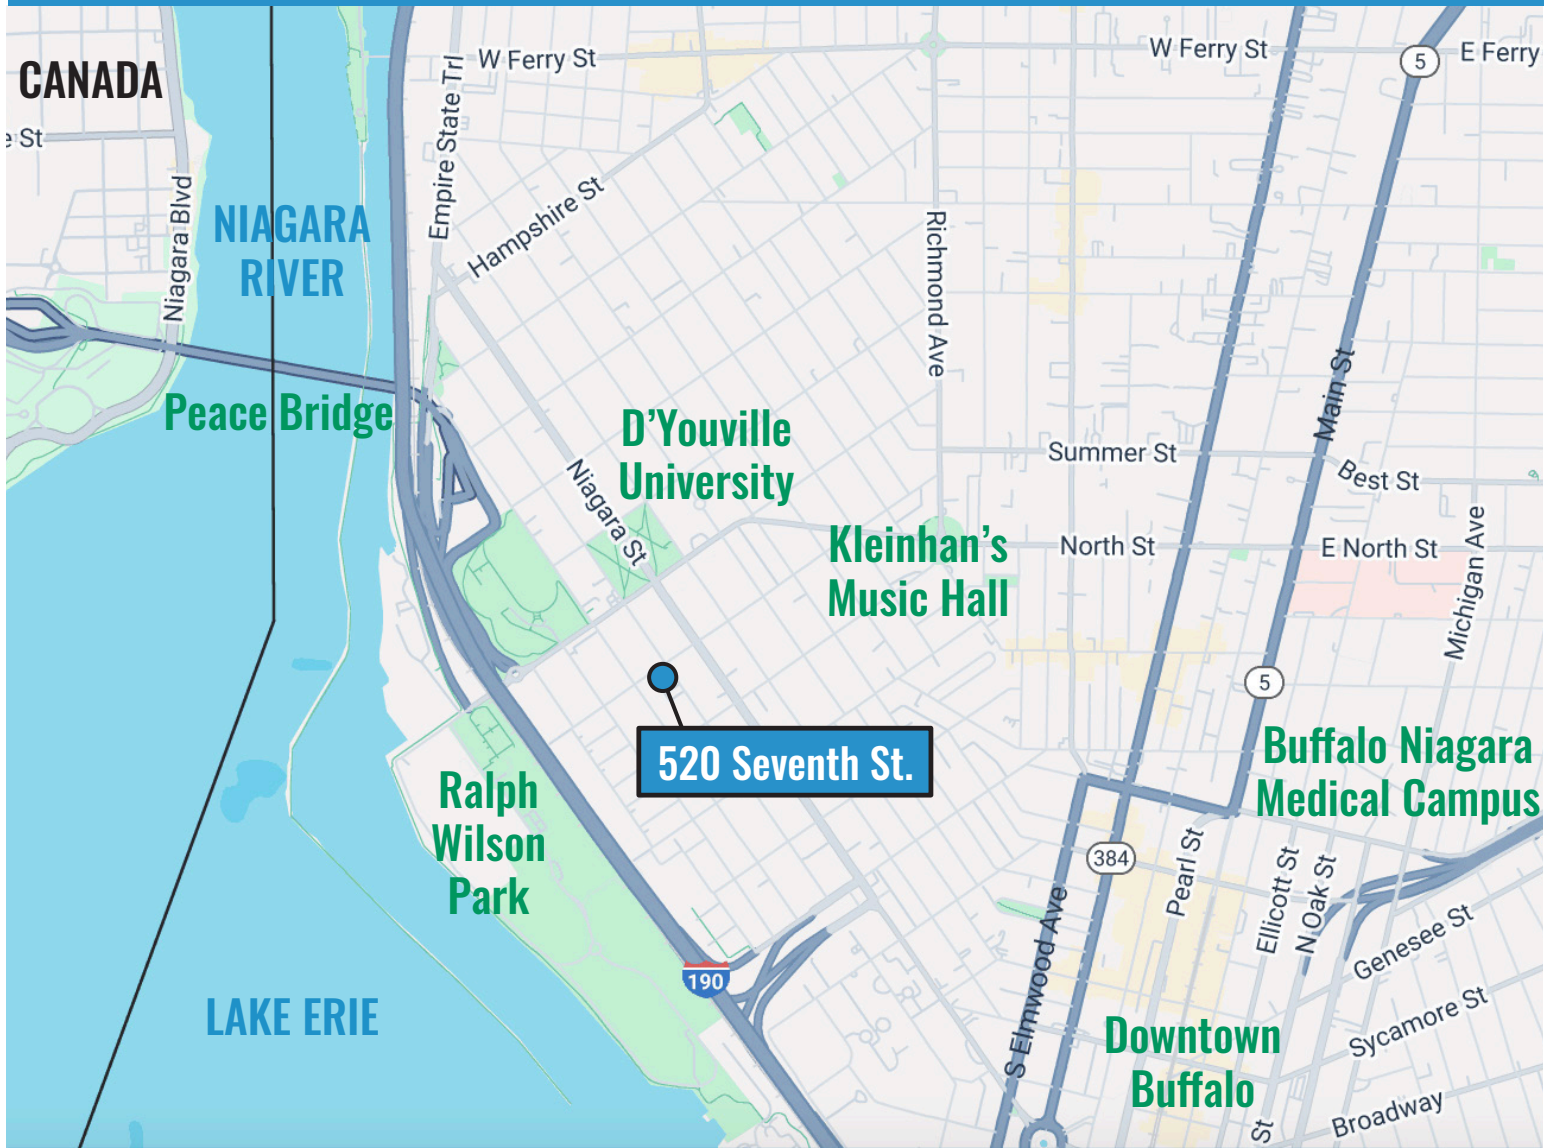 W Ferry St
W Ferry St
5
E Ferry
CANADA
e St
Empire State Trl
Niagara Blvd
NIAGARA
RIVER
Hampshire St
Richmond Ave
Main St
Peace Bridge
D'Youville
University
Niagara St
Summer St
Best St
Kleinhan's
Music Hall
North St
E North St
Michigan Ave
5
520 Seventh St.
Buffalo Niagara
Medical Campus
Ralph
Wilson
Park
384
Pearl St
Ellicott St
N Oak St
Genesee St
S Elmwood Ave
190
LAKE ERIE
Sycamore St
Downtown
Buffalo
Broadway
St